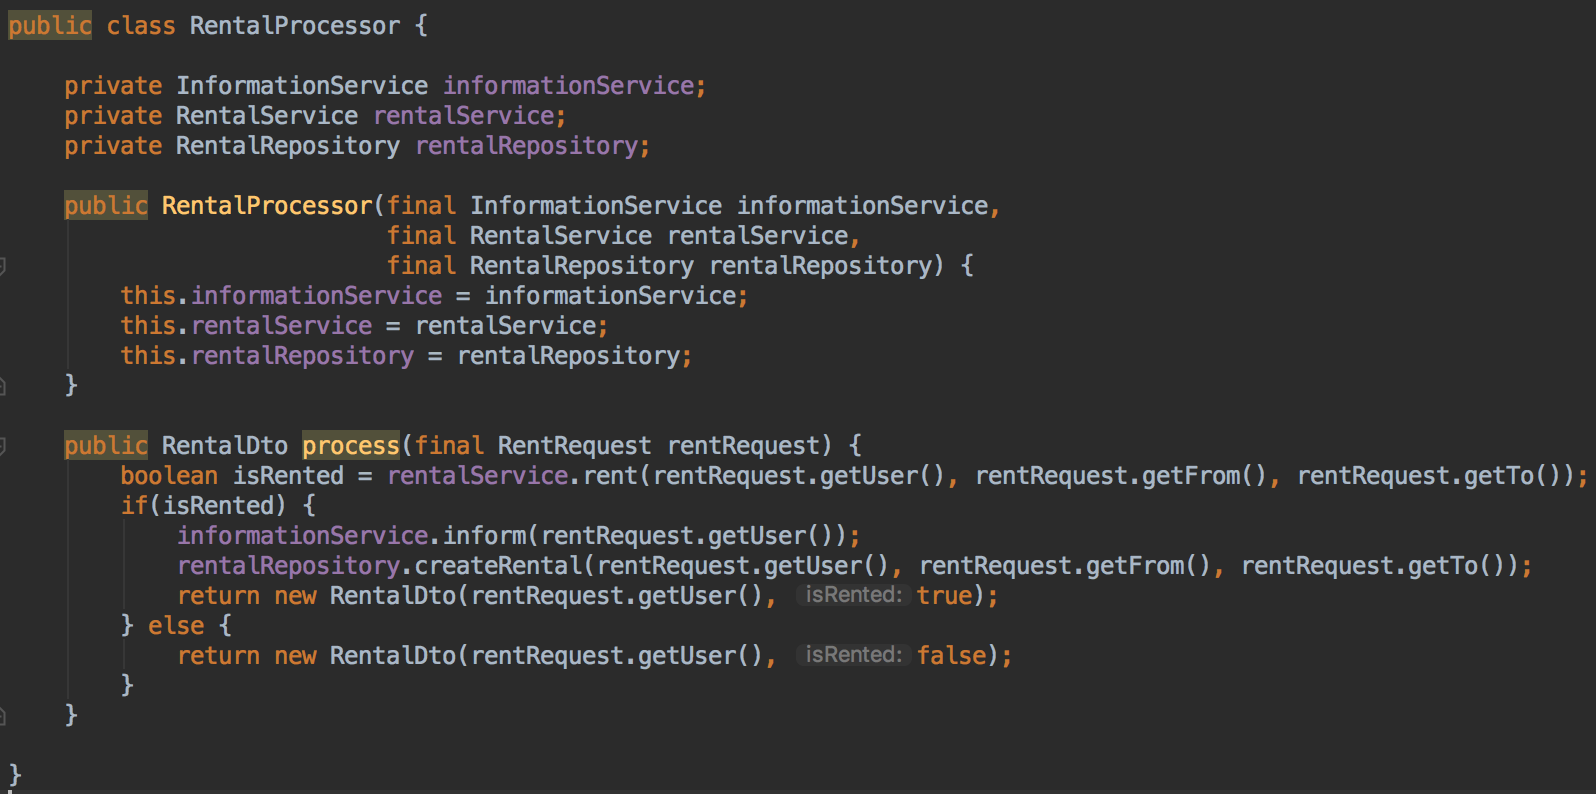 public class RentalProcessor {
private InformationService informationService;
private RentalService rentalService;
private RentalRepository rentalRepository;
public RentalProcessor(final InformationService informationService,
final RentalService rentalService,
final RentalRepository rentalRepository) {
this.informationService = informationService;
this.rentalService = rentalService;
this.rentalRepository = rentalRepository;
}
public RentalDto process(final RentRequest rentRequest) {
boolean isRented = rentalService.rent(rentRequest.getUser(), rentRequest.getFrom(), rentRequest.getTo());
if(isRented) {
informationService.inform(rentRequest.getUser());
rentalRepository.createRental(rentRequest.getUser(), rentRequest.getFrom(), rentRequest.getTo());
return new RentalDto(rentRequest.getUser(), isRented: true);
} else {
return new RentalDto(rentRequest.getUser(), isRented: false);
}
}
}